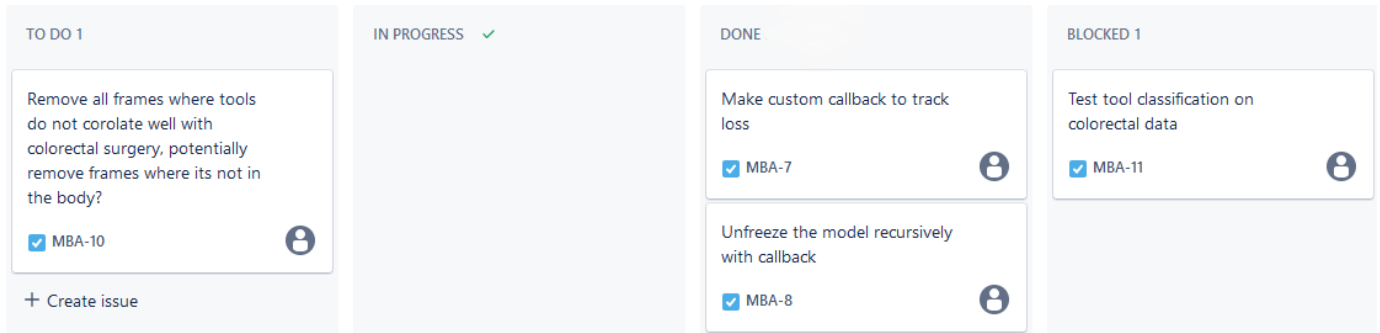 TO DO 1
Remove all frames where tools
do not corolate well with
colorectal surgery, potentially
remove frames where its not in
the body?
MBA-10
+ Create issue
IN PROGRESS
DONE
Make custom callback to track
loss
MBA-7
Unfreeze the model recursively
with callback
MBA-8
BLOCKED 1
Test tool classification on
colorectal data
MBA-11